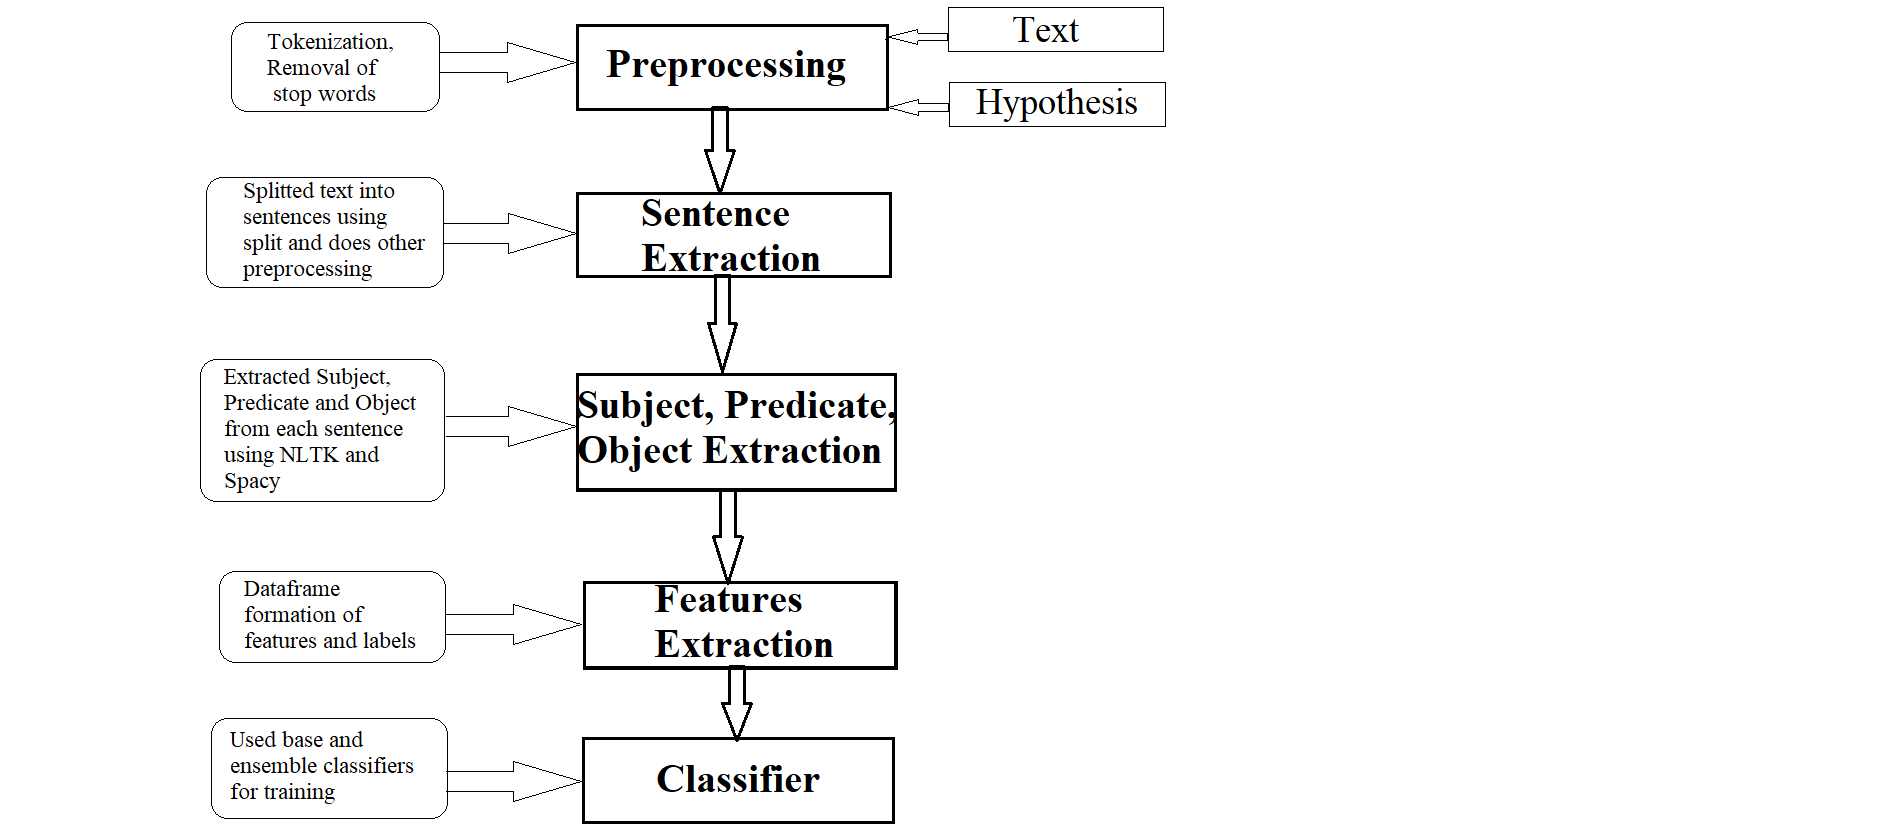 Tokenization,
Removal of
stop words
Preprocessing
Text
Hypothesis
Splitted text into
sentences using
split and does other
preprocessing
Sentence
Extraction
Extracted Subject,
Predicate and Object
from each sentence
using NLTK and
Spacy
Subject, Predicate,
Object Extraction
Dataframe
formation of
features and labels
Features
Extraction
Used base and
ensemble classifiers
for training
Classifier